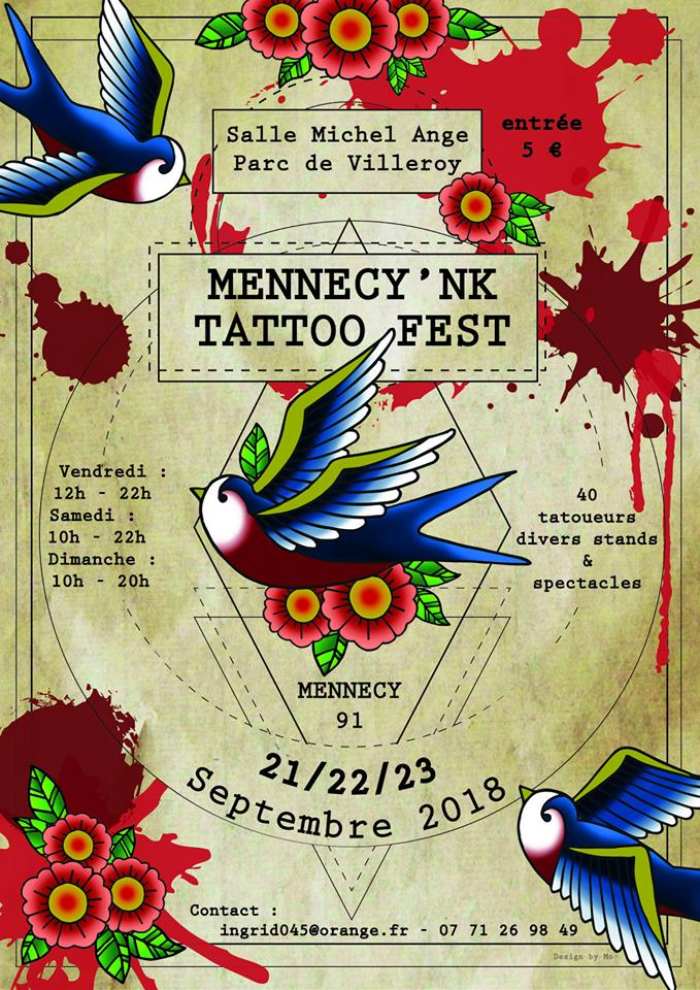 Salle Michel Ange
Parc de Villeroy
entrée
5 €
MENNECY'NK
TATTOO FEST
Vendredi :
12h - 22h
Samedi :
10h - 22h
Dimanche :
10h - 20h
40
tatoueurs
divers stands
&
spectacles
MENNECY
91
21/22/23
Septembre 2018
Contact :
ingrid045@orange.fr - 07 71 26 98 49
Design by Mo